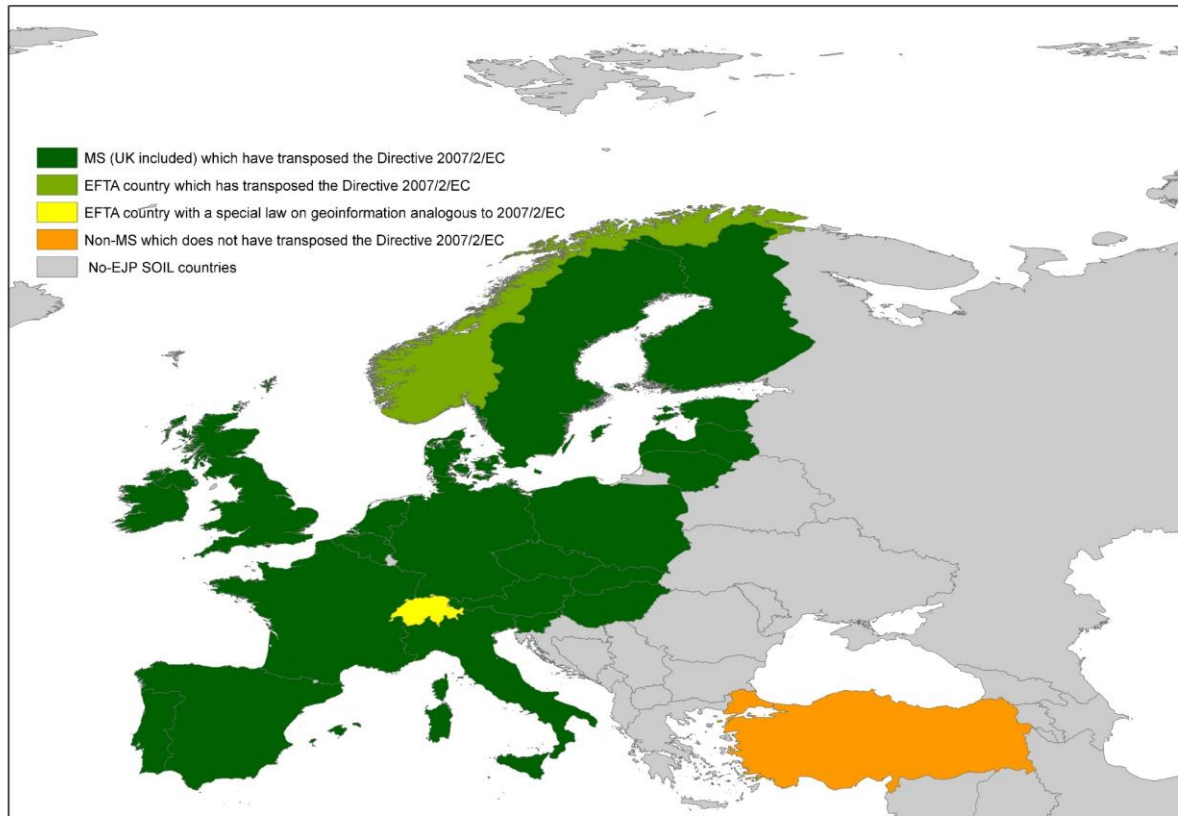 MS (UK included) which have transposed the Directive 2007/2/EC
EFTA country which has transposed the Directive 2007/2/EC
EFTA country with a special law on geoinformation analogous to 2007/2/EC
Non-MS which does not have transposed the Directive 2007/2/EC
No-EJP SOIL countries